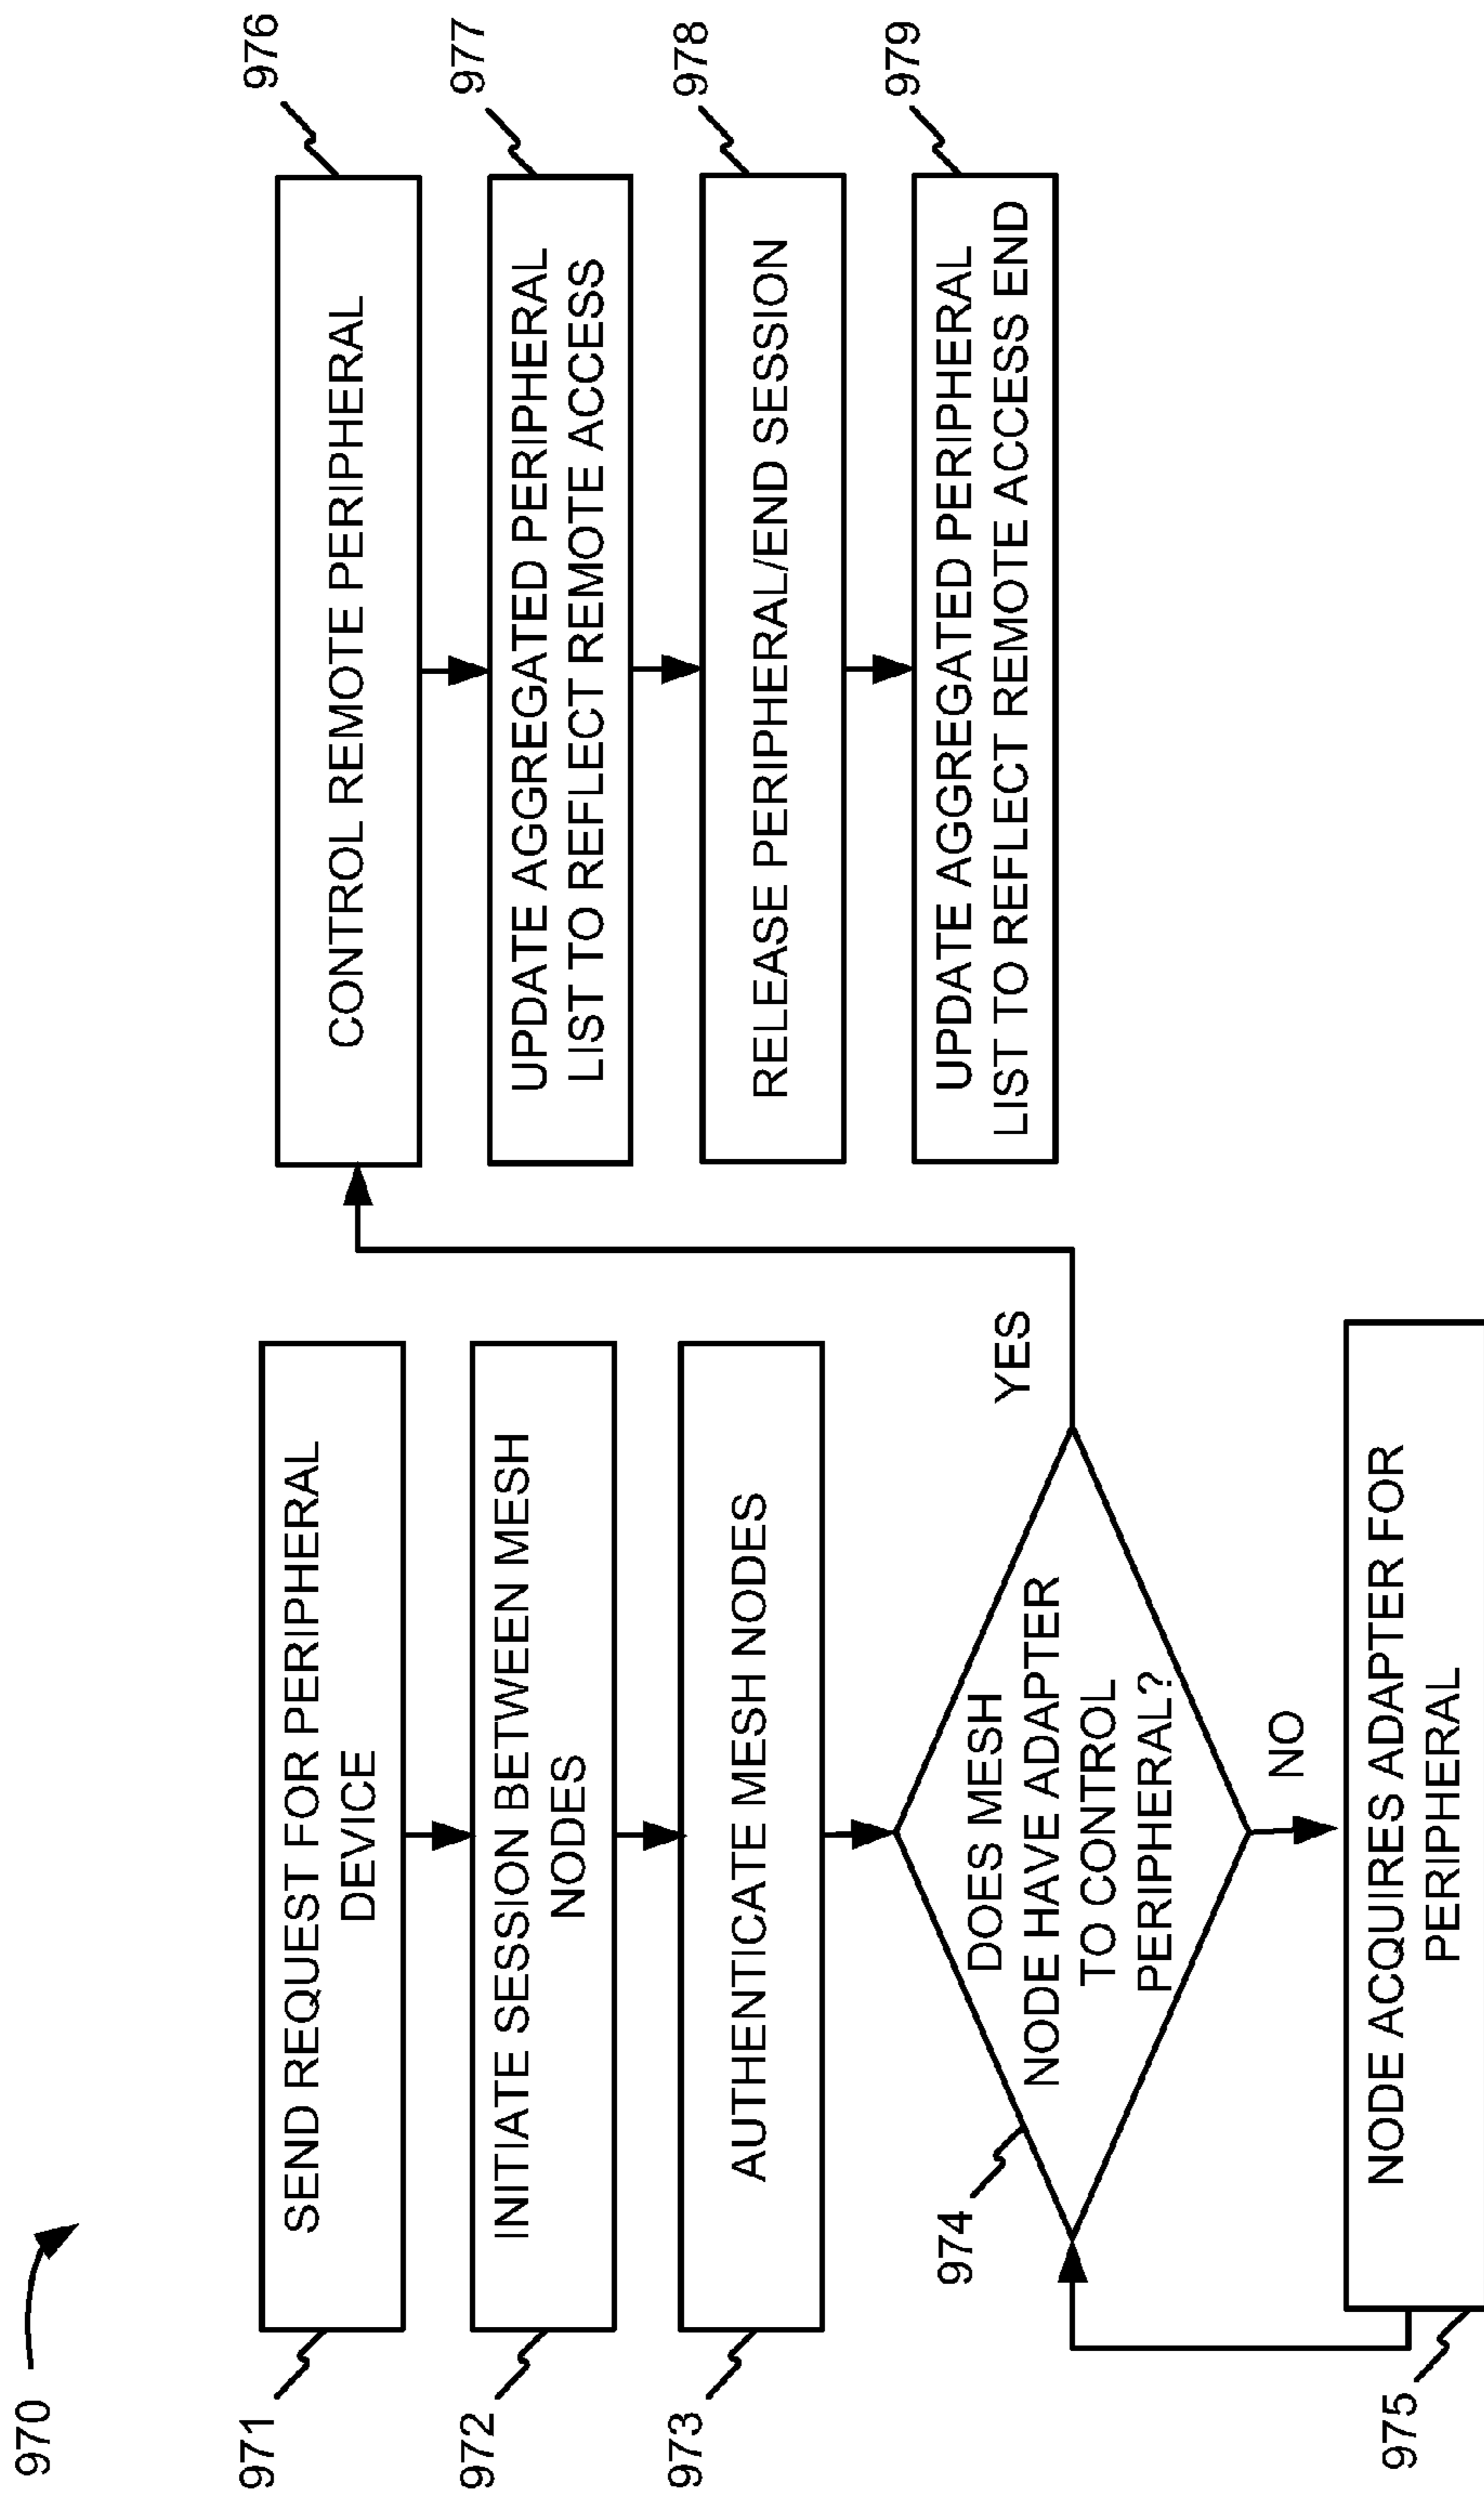 970
971
SEND REQUEST FOR PERIPHERAL
DEVICE
972
INITIATE SESSION BETWEEN MESH
NODES
973
AUTHENTICATE MESH NODES
974
DOES MESH
NODE HAVE ADAPTER
TO CONTROL
PERIPHERAL?
YES
NO
975
NODE ACQUIRES ADAPTER FOR
PERIPHERAL
976
CONTROL REMOTE PERIPHERAL
977
UPDATE AGGREGATED PERIPHERAL
LIST TO REFLECT REMOTE ACCESS
978
RELEASE PERIPHERAL/END SESSION
979
UPDATE AGGREGATED PERIPHERAL
LIST TO REFLECT REMOTE ACCESS END